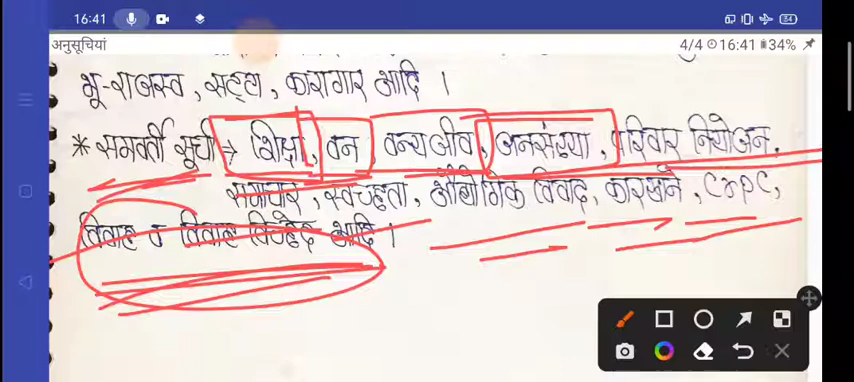 16:41 84
अनुसूचियां 4/4 16:41 34%
भू-राजस्व, सट्टा, कारागार आदि ।
* समवर्ती सूची → शिक्षा, वन, वन्यजीव, जनसंख्या, परिवार नियोजन,
समाचार, स्वच्छता, औद्योगिक विवाद, कारखाने, CrPC,
विवाह व विवाह विच्छेद आदि ।